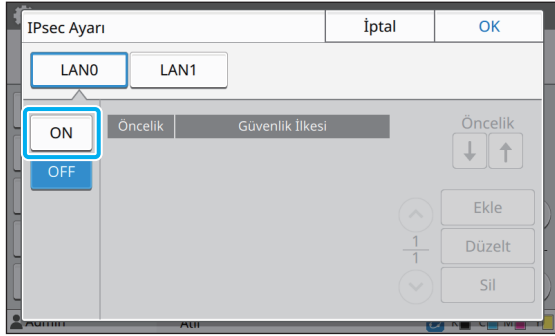 IPsec Ayarı İptal OK
LAN0 LAN1
ON Öncelik Güvenlik İlkesi Öncelik
OFF
Ekle
1
1
Düzelt
Sil
Admin Atıl
K C M Y